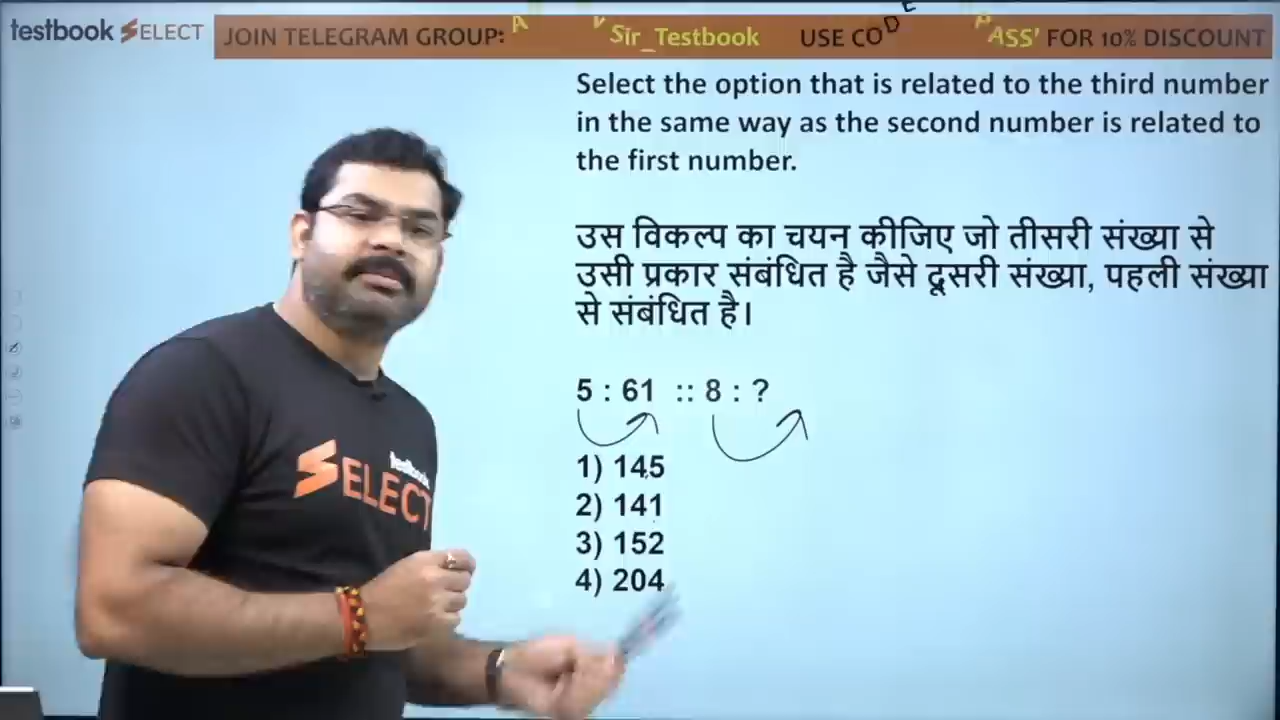 testbook SELECT
JOIN TELEGRAM GROUP: Sir_Testbook USE CODE 'PASS' FOR 10% DISCOUNT
Select the option that is related to the third number
in the same way as the second number is related to
the first number.
उस विकल्प का चयन कीजिए जो तीसरी संख्या से
उसी प्रकार संबंधित है जैसे दूसरी संख्या, पहली संख्या
से संबंधित है।
5 : 61 :: 8 : ?
1) 145
2) 141
3) 152
4) 204
testbook
SELECT